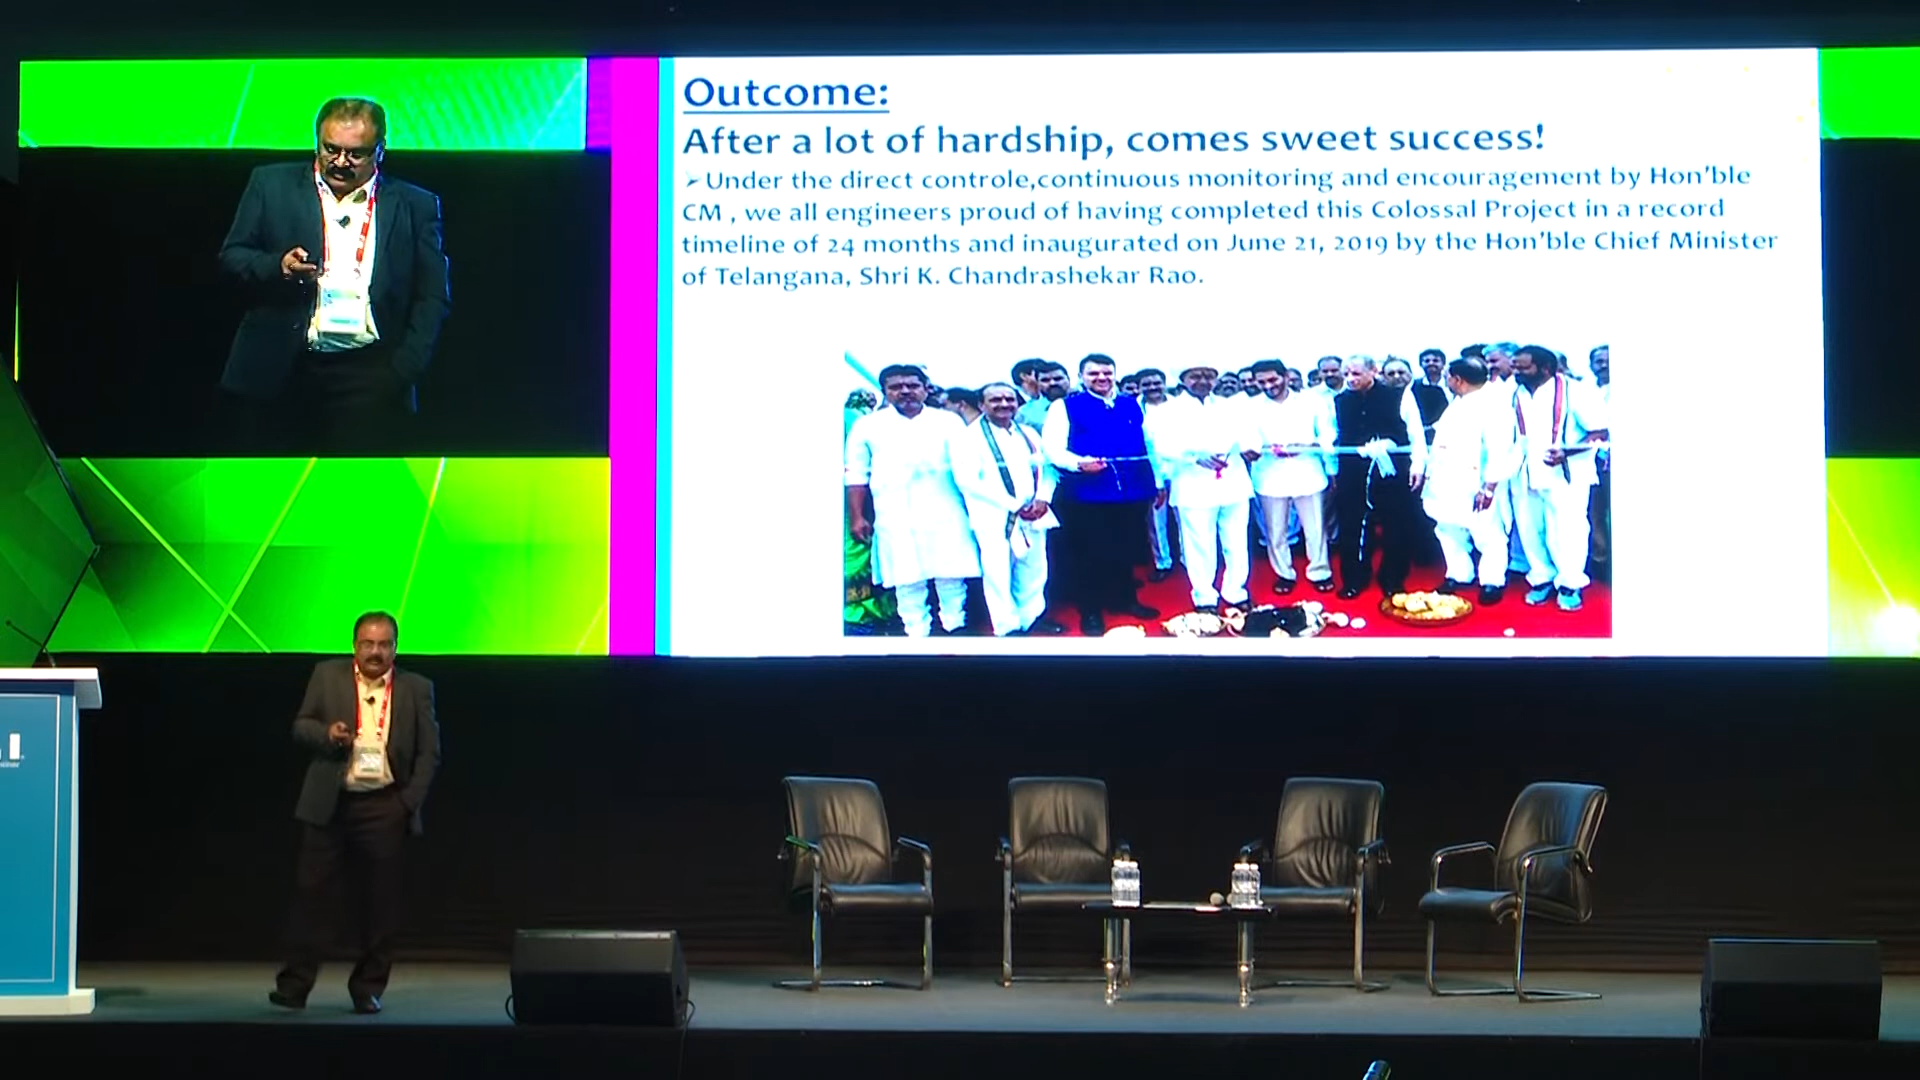 Outcome:
After a lot of hardship, comes sweet success!
➢Under the direct controle,continuous monitoring and encouragement by Hon'ble
CM , we all engineers proud of having completed this Colossal Project in a record
timeline of 24 months and inaugurated on June 21, 2019 by the Hon'ble Chief Minister
of Telangana, Shri K. Chandrashekar Rao.